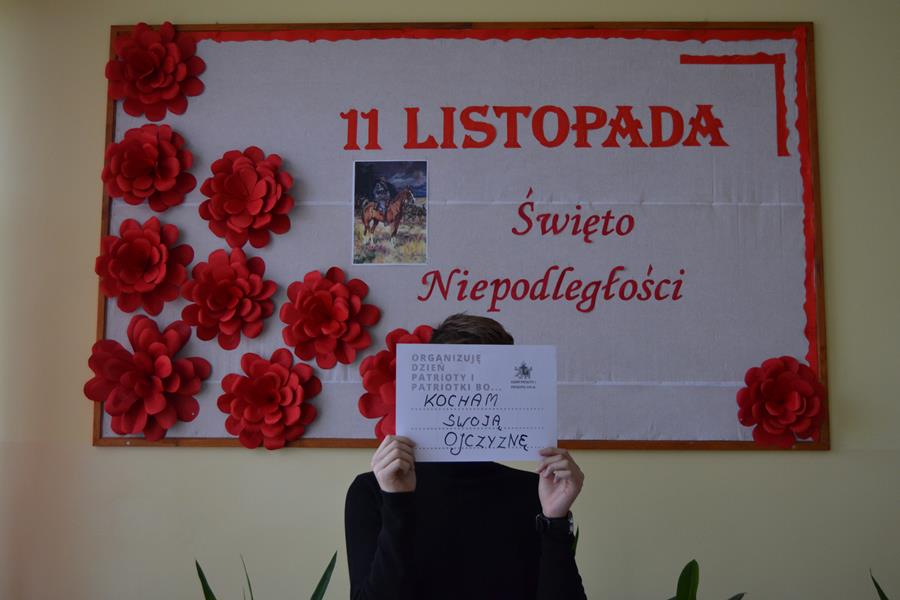 11 LISTOPADA
Święto
Niepodległości
ORGANIZUJĘ
DZIEŃ
PATRIOTY I
PATRIOTKI BO...
KOCHAM
SWOJĄ
OJCZYZNĘ